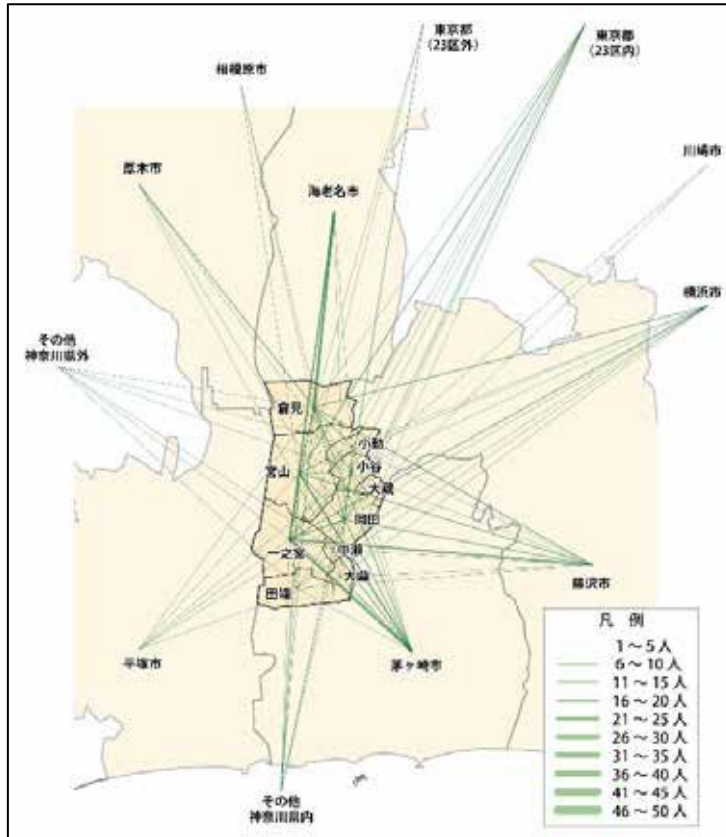 東京都
（23区外）
東京都
（23区内）
相模原市
川崎市
厚木市
海老名市
横浜市
その他
神奈川県外
倉見
小動
小谷
宮山
大蔵
岡田
一之宮
中瀬
大曲
田端
藤沢市
平塚市
茅ヶ崎市
その他
神奈川県内
凡 例
1～5人
6～10人
11～15人
16～20人
21～25人
26～30人
31～35人
36～40人
41～45人
46～50人